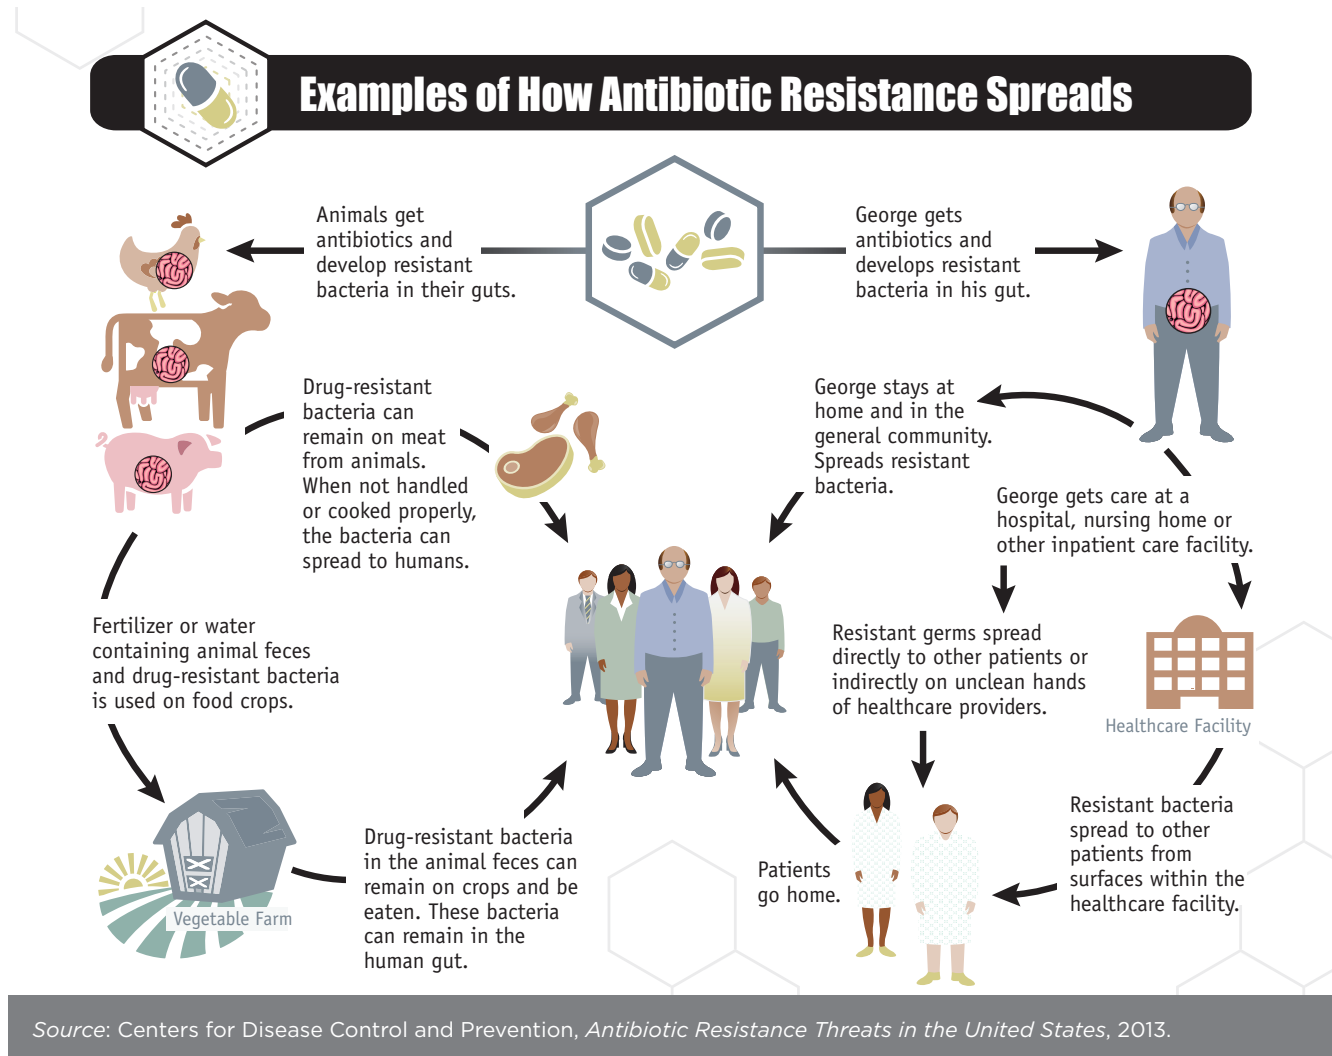 Examples of How Antibiotic Resistance Spreads
Animals get
antibiotics and
develop resistant
bacteria in their guts.
George gets
antibiotics and
develops resistant
bacteria in his gut.
Drug-resistant
bacteria can
remain on meat
from animals.
When not handled
or cooked properly,
the bacteria can
spread to humans.
George stays at
home and in the
general community.
Spreads resistant
bacteria.
George gets care at a
hospital, nursing home or
other inpatient care facility.
Fertilizer or water
containing animal feces
and drug-resistant bacteria
is used on food crops.
Resistant germs spread
directly to other patients or
indirectly on unclean hands
of healthcare providers.
Healthcare Facility
Vegetable Farm
Drug-resistant bacteria
in the animal feces can
remain on crops and be
eaten. These bacteria
can remain in the
human gut.
Patients
go home.
Resistant bacteria
spread to other
patients from
surfaces within the
healthcare facility.
Source: Centers for Disease Control and Prevention, Antibiotic Resistance Threats in the United States, 2013.